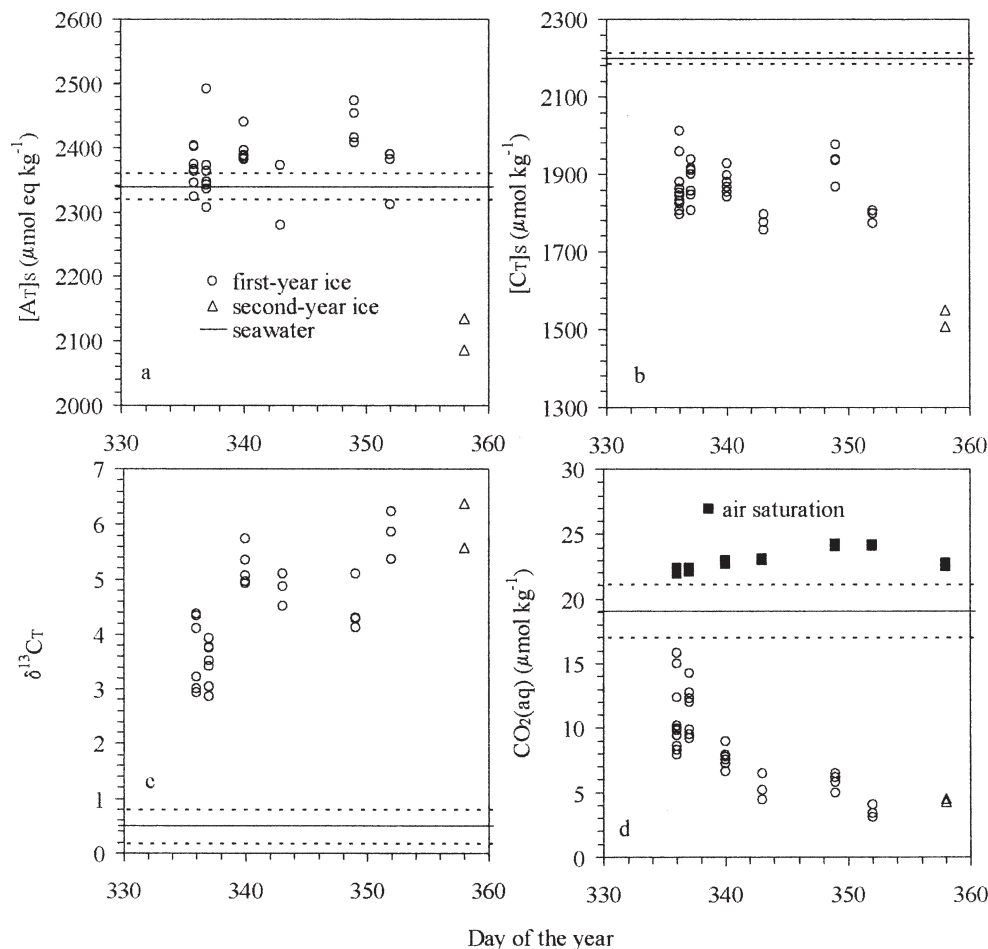 2600
2500
2400
2300
2200
2100
2000
[AT]s (μmol eq kg-1)
first-year ice
second-year ice
seawater
a
330 340 350 360
2300
2100
1900
1700
1500
1300
[CT]s (μmol kg-1)
b
330 340 350 360
7
6
5
4
3
2
1
0
δ13CT
c
330 340 350 360
30
25
20
15
10
5
0
CO2(aq) (μmol kg-1)
air saturation
d
330 340 350 360
Day of the year